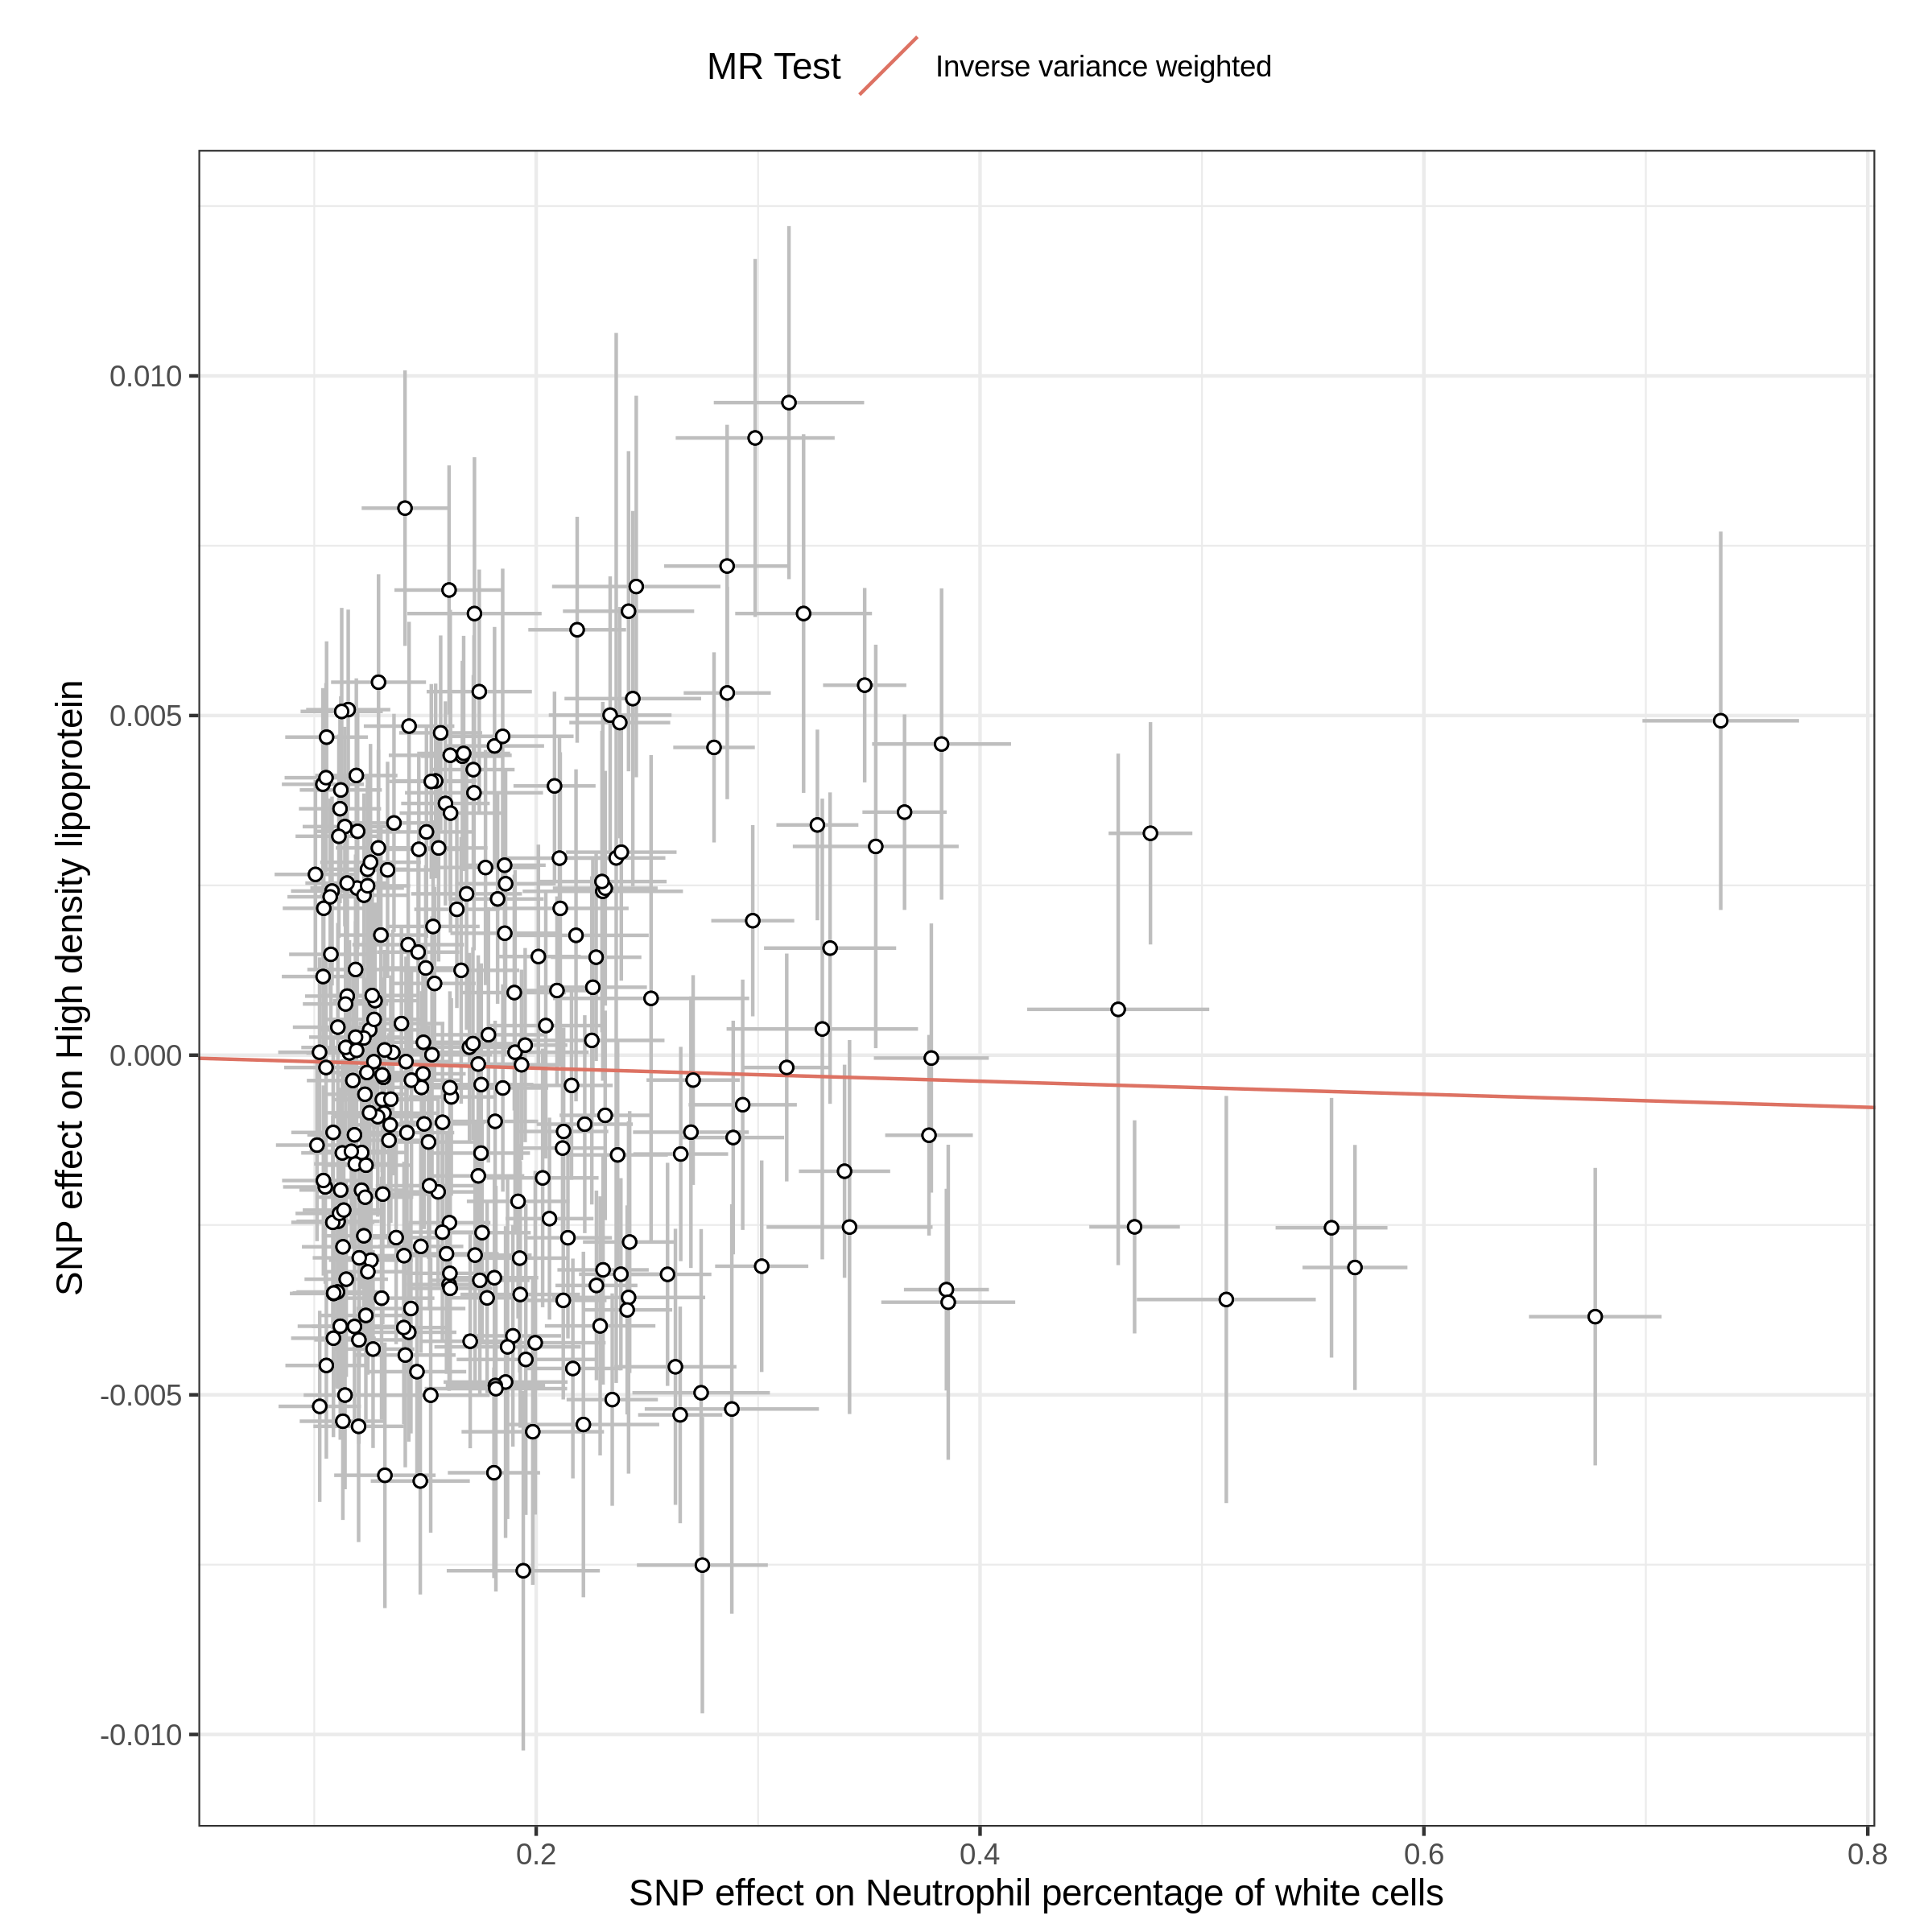 MR Test Inverse variance weighted
SNP effect on High density lipoprotein
0.010
0.005
0.000
-0.005
-0.010
0.2 0.4 0.6 0.8
SNP effect on Neutrophil percentage of white cells